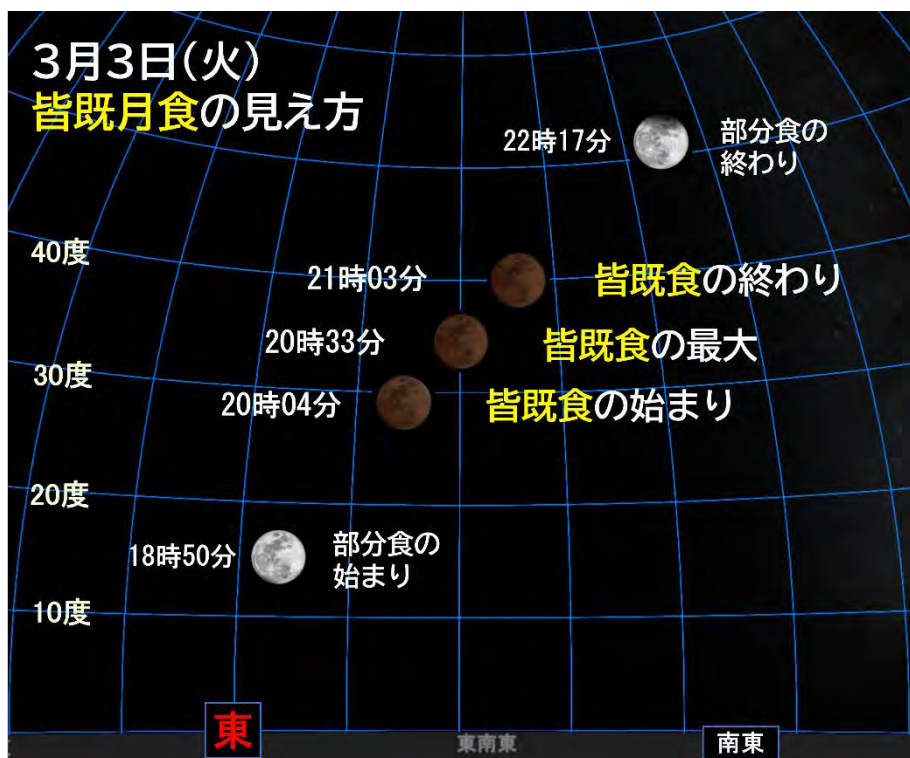 3月3日(火)
皆既月食の見え方
22時17分
部分食の
終わり
40度
21時03分
皆既食の終わり
20時33分
皆既食の最大
30度
20時04分
皆既食の始まり
20度
18時50分
部分食の
始まり
10度
東
東南東
南東